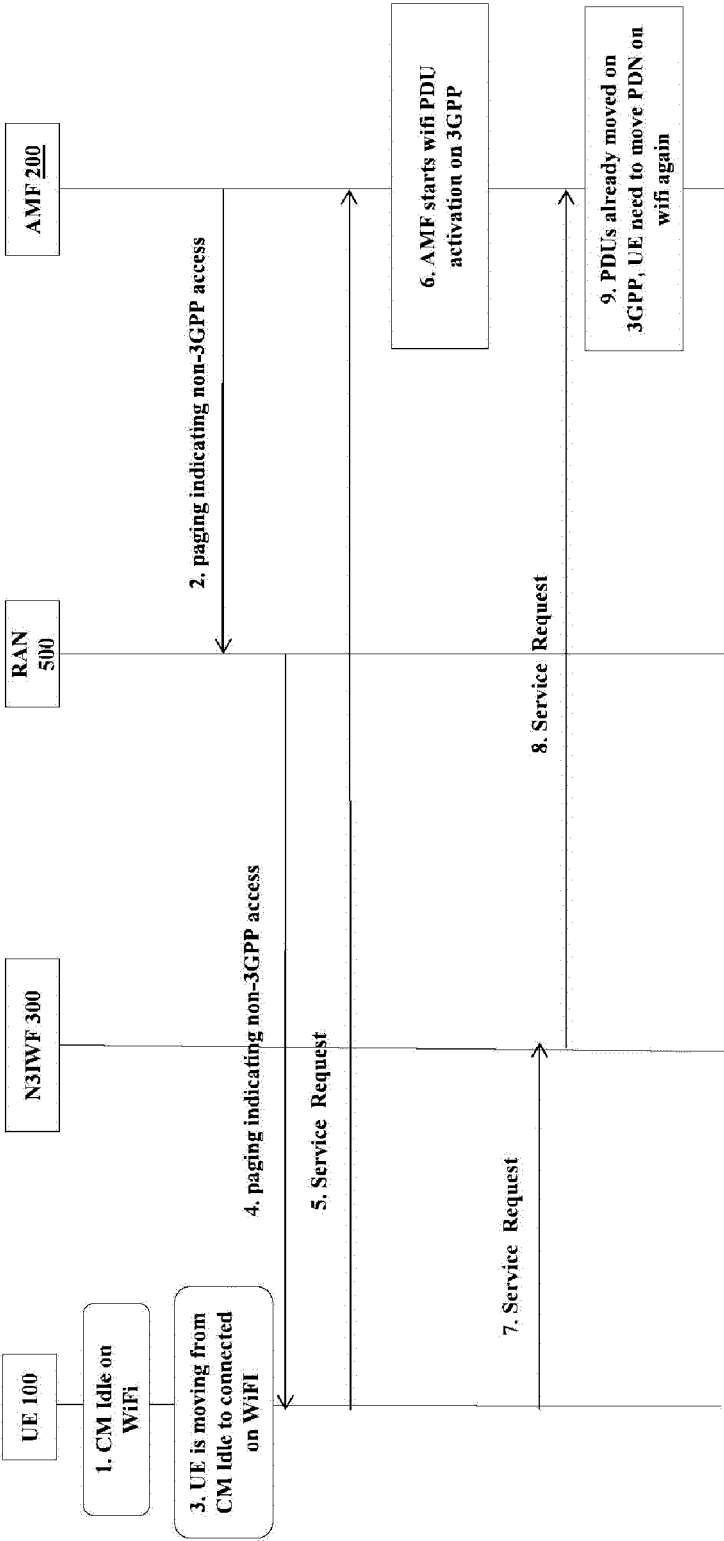 UE 100
N3IWF 300
RAN
500
AMF 200
1. CM Idle on
WiFi
2. paging indicating non-3GPP access
3. UE is moving from
CM Idle to connected
on WiFI
4. paging indicating non-3GPP access
5. Service Request
6. AMF starts wifi PDU
activation on 3GPP
7. Service Request
8. Service Request
9. PDUs already moved on
3GPP, UE need to move PDN on
wifi again